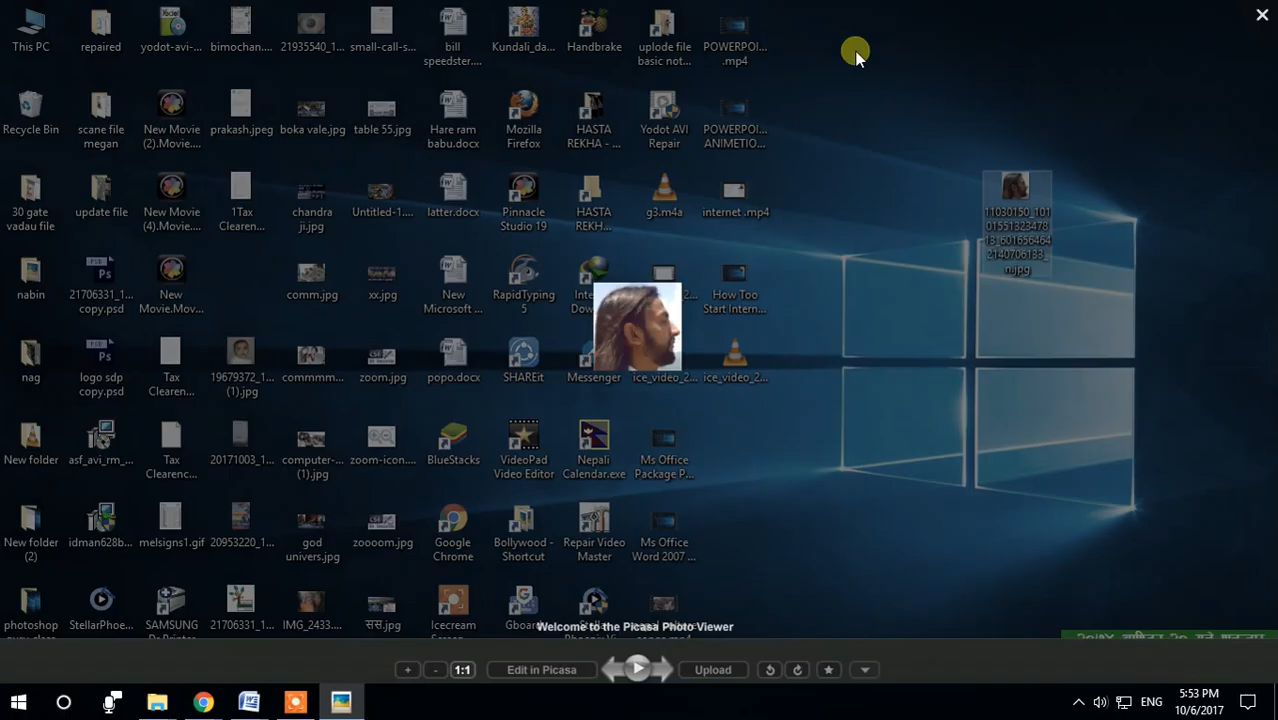 This PC
repaired
yodot-avi-...
bimochan....
21935540_1...
small-call-s...
bill
speedster....
Kundali_da...
Handbrake
uplode file
basic not...
POWERPOI...
.mp4
Recycle Bin
scane file
megan
New Movie
(2).Movie....
prakash.jpeg
boka vale.jpg
table 55.jpg
Hare ram
babu.docx
Mozilla
Firefox
HASTA
REKHA - ...
Yodot AVI
Repair
POWERPOI...
ANIMETIO...
30 gate
vadau file
update file
New Movie
(4).Movie....
1Tax
Clearen...
chandra
ji.jpg
Untitled-1....
latter.docx
Pinnacle
Studio 19
HASTA
REKH...
g3.m4a
internet .mp4
11030150_101
01551323478
13_601656464
2140706133_
n.jpg
nabin
21706331_1...
copy.psd
New
Movie.Mov...
comm.jpg
xx.jpg
New
Microsoft ...
RapidTyping
5
How Too
Start Intern...
nag
logo sdp
copy.psd
Tax
Clearen...
19679372_1...
(1).jpg
commmm...
zoom.jpg
popo.docx
SHAREit
Messenger
ice_video_2...
ice_video_2...
New folder
asf_avi_rm_...
Tax
Clearenc...
20171003_1...
computer-...
(1).jpg
zoom-icon....
BlueStacks
VideoPad
Video Editor
Nepali
Calendar.exe
Ms Office
Package P...
New folder
(2)
idman628b...
melsigns1.gif
20953220_1...
god
univers.jpg
zoooom.jpg
Google
Chrome
Bollywood -
Shortcut
Repair Video
Master
Ms Office
Word 2007 ...
photoshop
StellarPhoe...
SAMSUNG
21706331_1...
IMG_2433....
सस.jpg
Icecream
Gboard
Welcome to the Picasa Photo Viewer
+ - 1:1 Edit in Picasa Upload
ENG
5:53 PM
10/6/2017